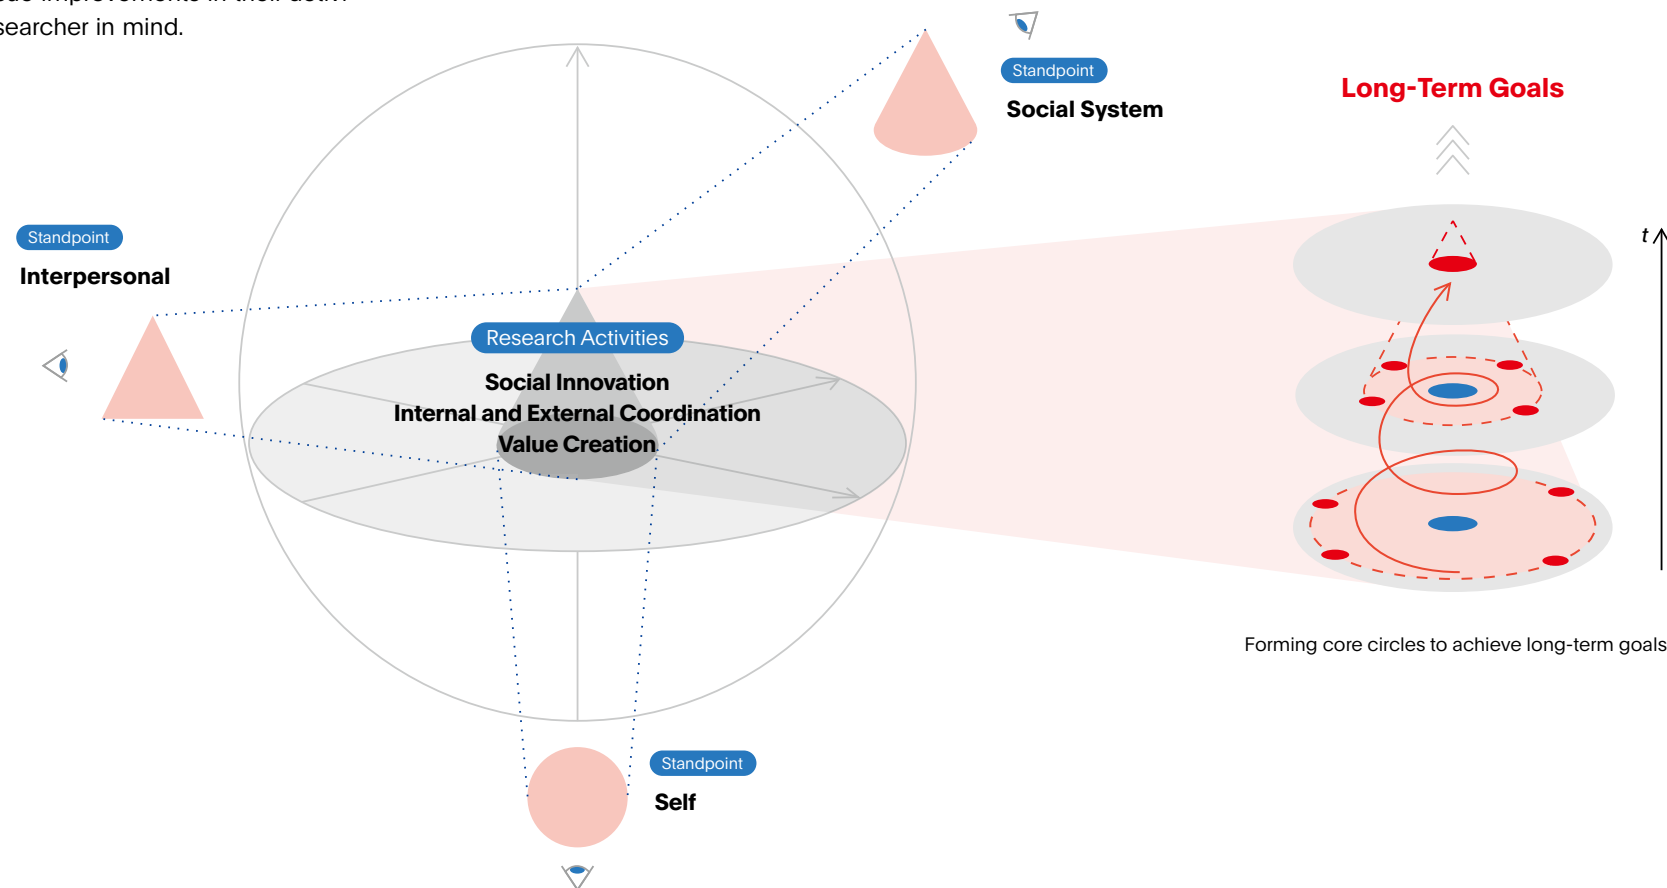 searcher in mind.
Standpoint
Social System
Long-Term Goals
Standpoint
Interpersonal
t
Research Activities
Social Innovation
Internal and External Coordination
Value Creation
Forming core circles to achieve long-term goals
Standpoint
Self